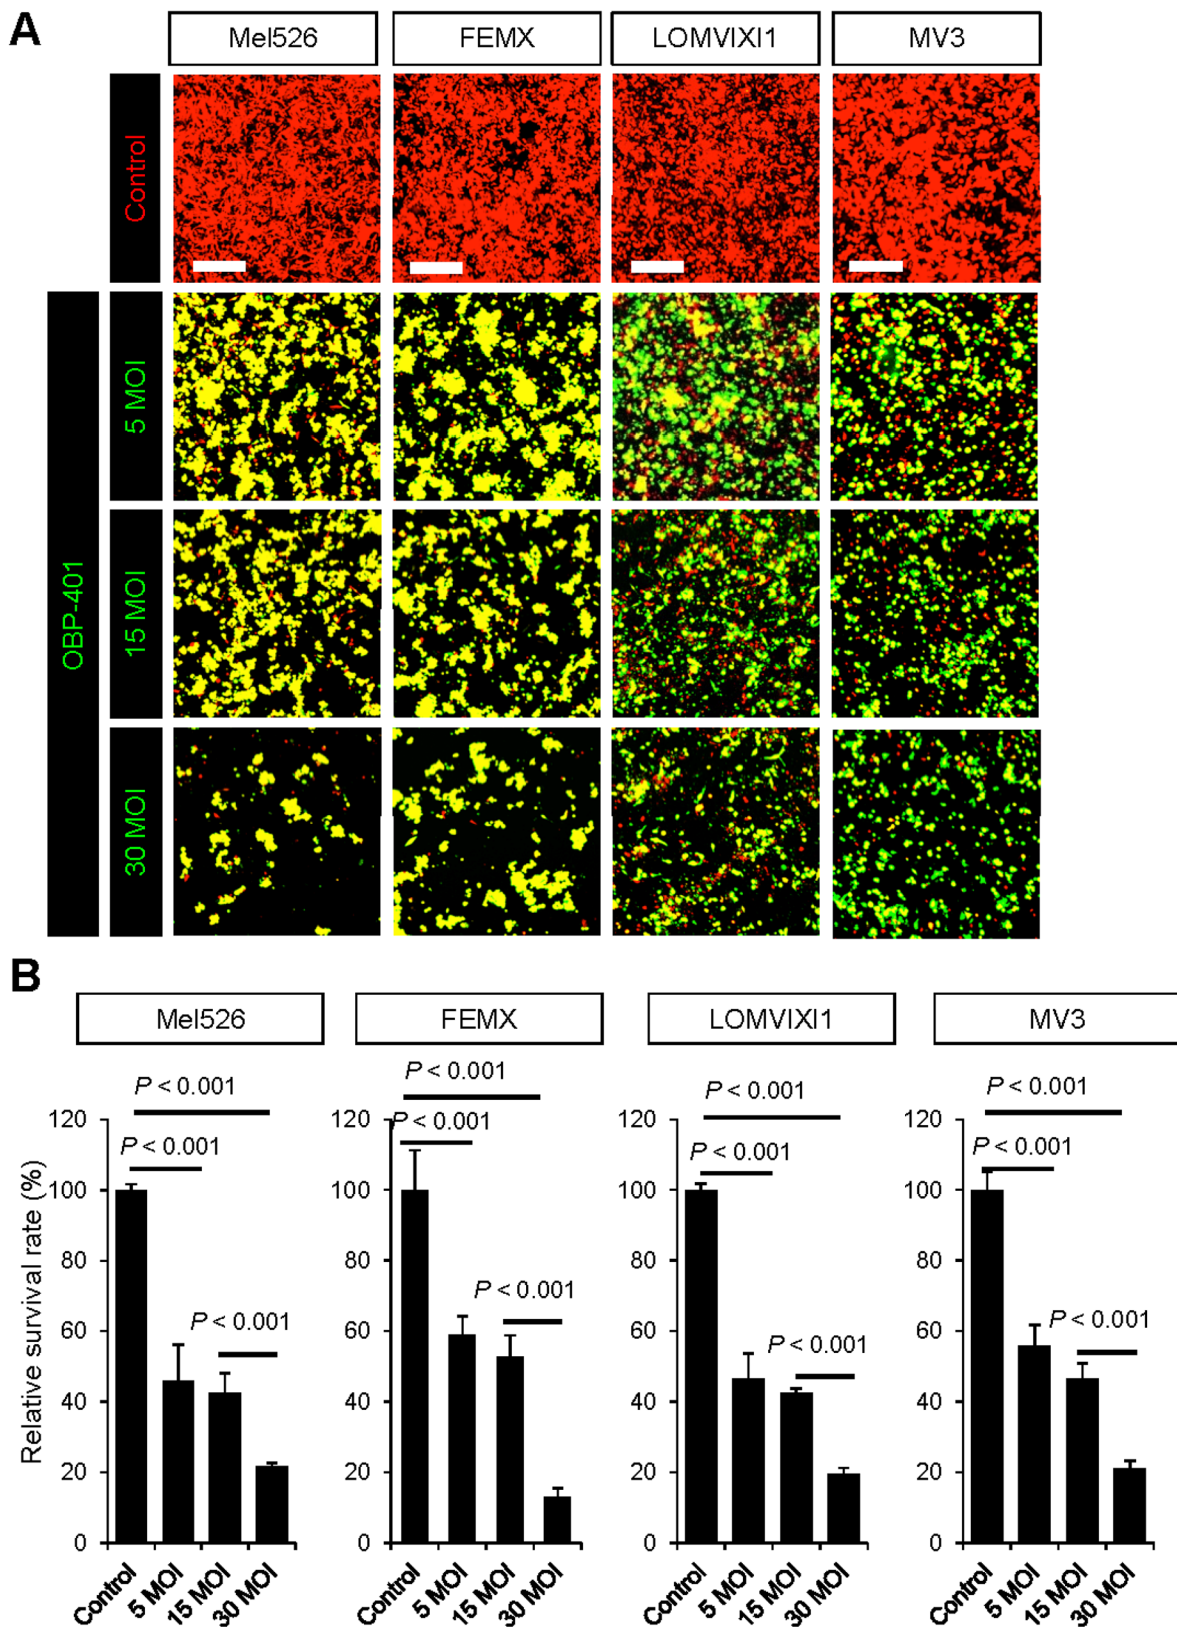 A
Mel526 FEMX LOMVIXI1 MV3
Control
OBP-401
5 MOI
15 MOI
30 MOI
B
Mel526 FEMX LOMVIXI1 MV3
Relative survival rate (%)
P < 0.001
P < 0.001
P < 0.001
120
100
80
60
40
20
0
Control 5 MOI 15 MOI 30 MOI
P < 0.001
P < 0.001
P < 0.001
120
100
80
60
40
20
0
Control 5 MOI 15 MOI 30 MOI
P < 0.001
P < 0.001
P < 0.001
120
100
80
60
40
20
0
Control 5 MOI 15 MOI 30 MOI
P < 0.001
P < 0.001
P < 0.001
120
100
80
60
40
20
0
Control 5 MOI 15 MOI 30 MOI